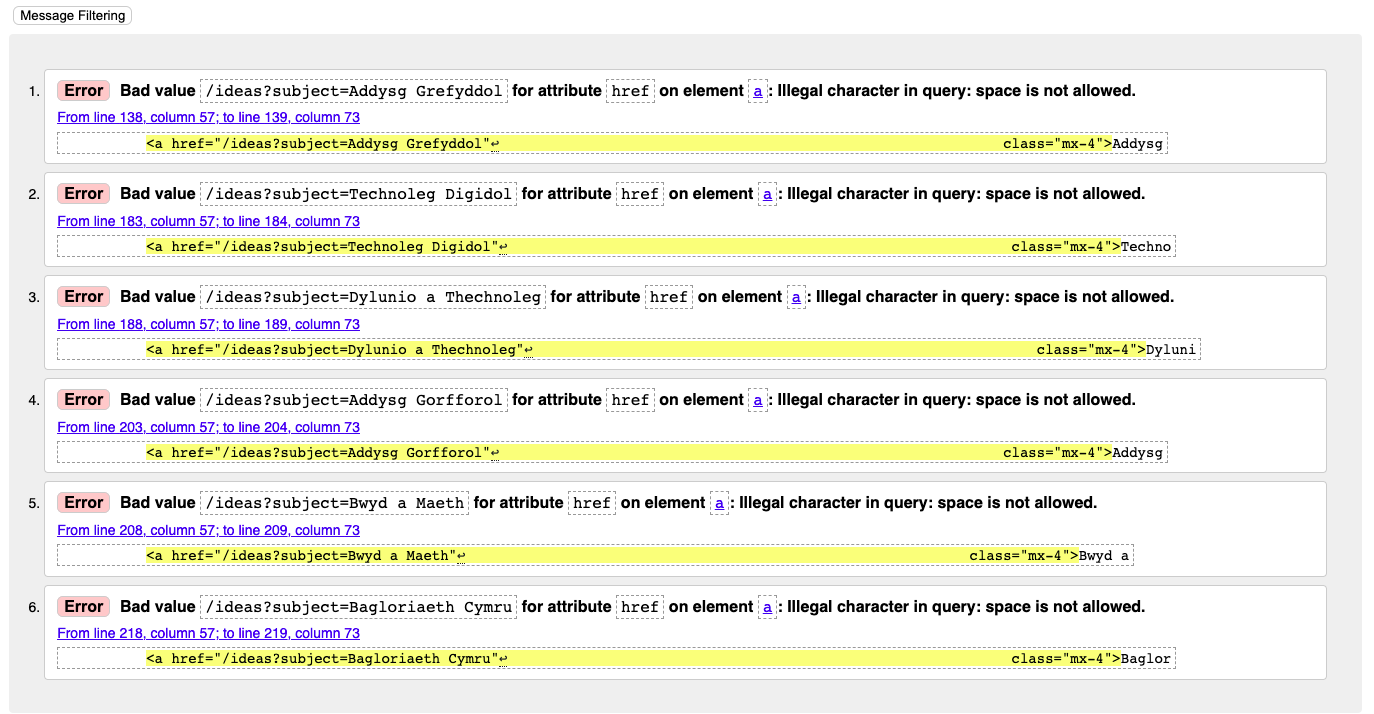 Message Filtering
1. Error Bad value /ideas?subject=Addysg Grefyddol for attribute href on element a: Illegal character in query: space is not allowed.
From line 138, column 57; to line 139, column 73
<a href="/ideas?subject=Addysg Grefyddol"↩ class="mx-4">Addysg
2. Error Bad value /ideas?subject=Technoleg Digidol for attribute href on element a: Illegal character in query: space is not allowed.
From line 183, column 57; to line 184, column 73
<a href="/ideas?subject=Technoleg Digidol"↩ class="mx-4">Techno
3. Error Bad value /ideas?subject=Dylunio a Thechnoleg for attribute href on element a: Illegal character in query: space is not allowed.
From line 188, column 57; to line 189, column 73
<a href="/ideas?subject=Dylunio a Thechnoleg"↩ class="mx-4">Dyluni
4. Error Bad value /ideas?subject=Addysg Gorfforol for attribute href on element a: Illegal character in query: space is not allowed.
From line 203, column 57; to line 204, column 73
<a href="/ideas?subject=Addysg Gorfforol"↩ class="mx-4">Addysg
5. Error Bad value /ideas?subject=Bwyd a Maeth for attribute href on element a: Illegal character in query: space is not allowed.
From line 208, column 57; to line 209, column 73
<a href="/ideas?subject=Bwyd a Maeth"↩ class="mx-4">Bwyd a
6. Error Bad value /ideas?subject=Bagloriaeth Cymru for attribute href on element a: Illegal character in query: space is not allowed.
From line 218, column 57; to line 219, column 73
<a href="/ideas?subject=Bagloriaeth Cymru"↩ class="mx-4">Baglor